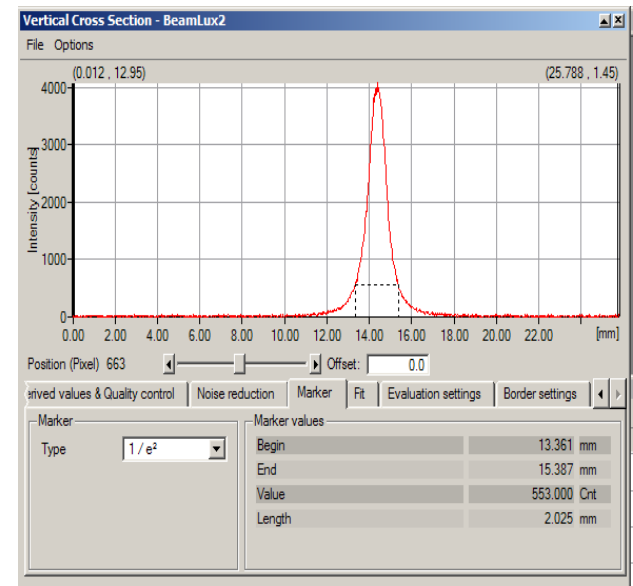 Vertical Cross Section - BeamLux2
File Options
(0.012 , 12.95) (25.788 , 1.45)
4000
3000
2000
1000
0
Intensity [counts]
0.00 2.00 4.00 6.00 8.00 10.00 12.00 14.00 16.00 18.00 20.00 22.00 [mm]
Position (Pixel) 663 Offset: 0.0
erived values & Quality control Noise reduction Marker Fit Evaluation settings Border settings
Marker Marker values
Type 1 / e² Begin 13.361 mm
End 15.387 mm
Value 553.000 Cnt
Length 2.025 mm